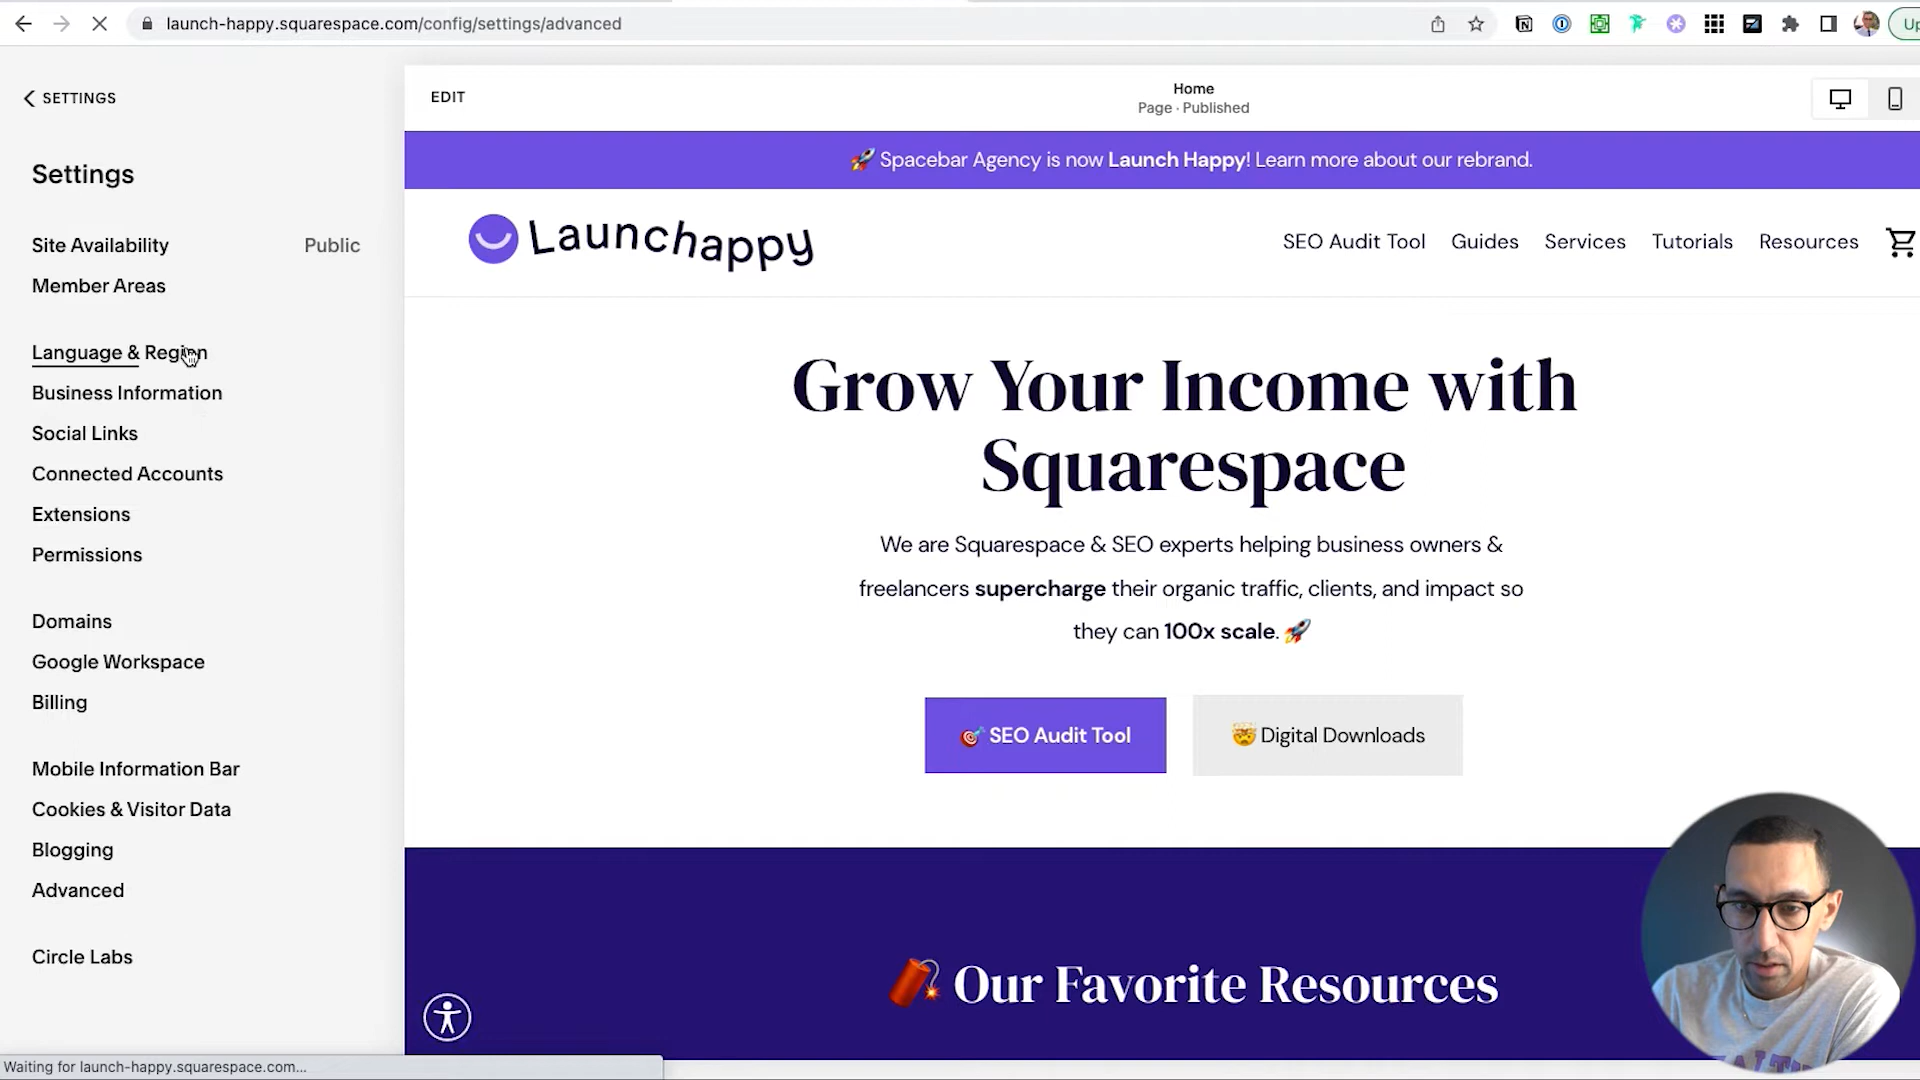 launch-happy.squarespace.com/config/settings/advanced
Up
SETTINGS
Settings
Site Availability Public
Member Areas
Language & Region
Business Information
Social Links
Connected Accounts
Extensions
Permissions
Domains
Google Workspace
Billing
Mobile Information Bar
Cookies & Visitor Data
Blogging
Advanced
Circle Labs
Waiting for launch-happy.squarespace.com...
EDIT
Home
Page · Published
🚀 Spacebar Agency is now Launch Happy! Learn more about our rebrand.
Launchappy
SEO Audit Tool Guides Services Tutorials Resources
Grow Your Income with
Squarespace
We are Squarespace & SEO experts helping business owners &
freelancers supercharge their organic traffic, clients, and impact so
they can 100x scale. 🚀
🎯 SEO Audit Tool
🤯 Digital Downloads
🧨 Our Favorite Resources